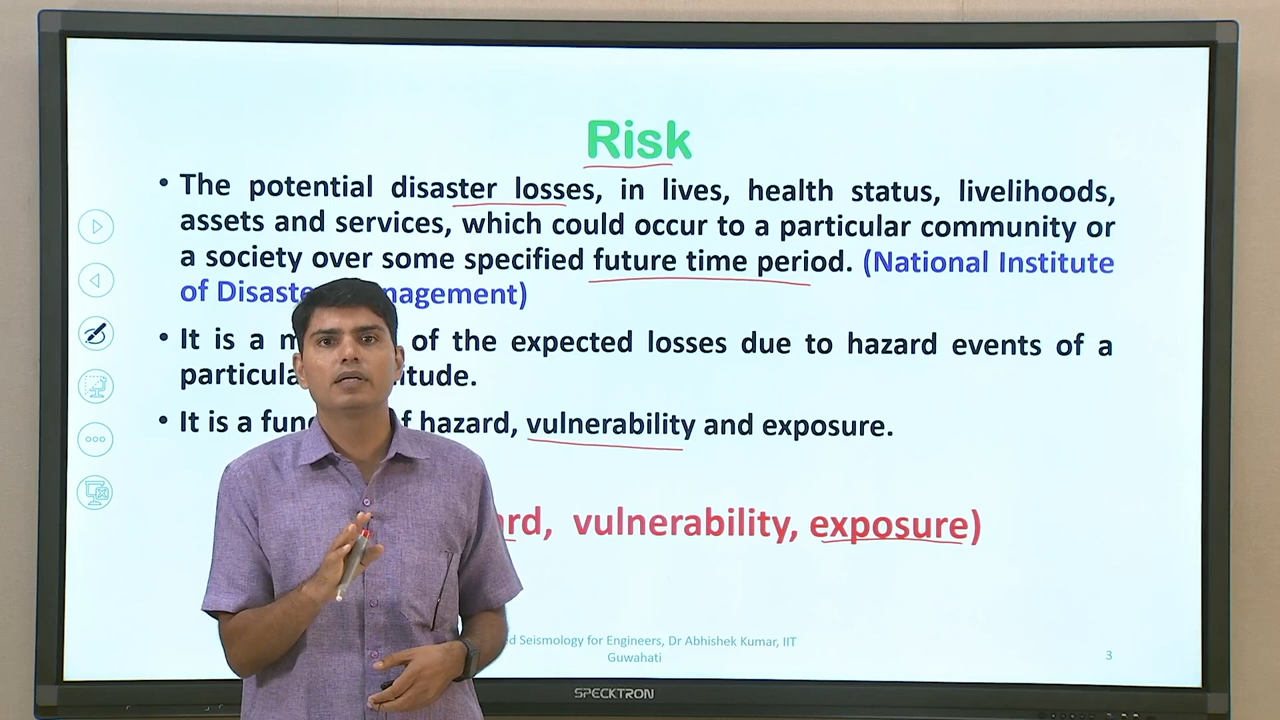 Risk
• The potential disaster losses, in lives, health status, livelihoods,
assets and services, which could occur to a particular community or
a society over some specified future time period. (National Institute
of Disaste nagement)
• It is a m of the expected losses due to hazard events of a
particula itude.
• It is a fun f hazard, vulnerability and exposure.
ard, vulnerability, exposure)
ed Seismology for Engineers, Dr Abhishek Kumar, IIT
Guwahati
3
SPECKTRON